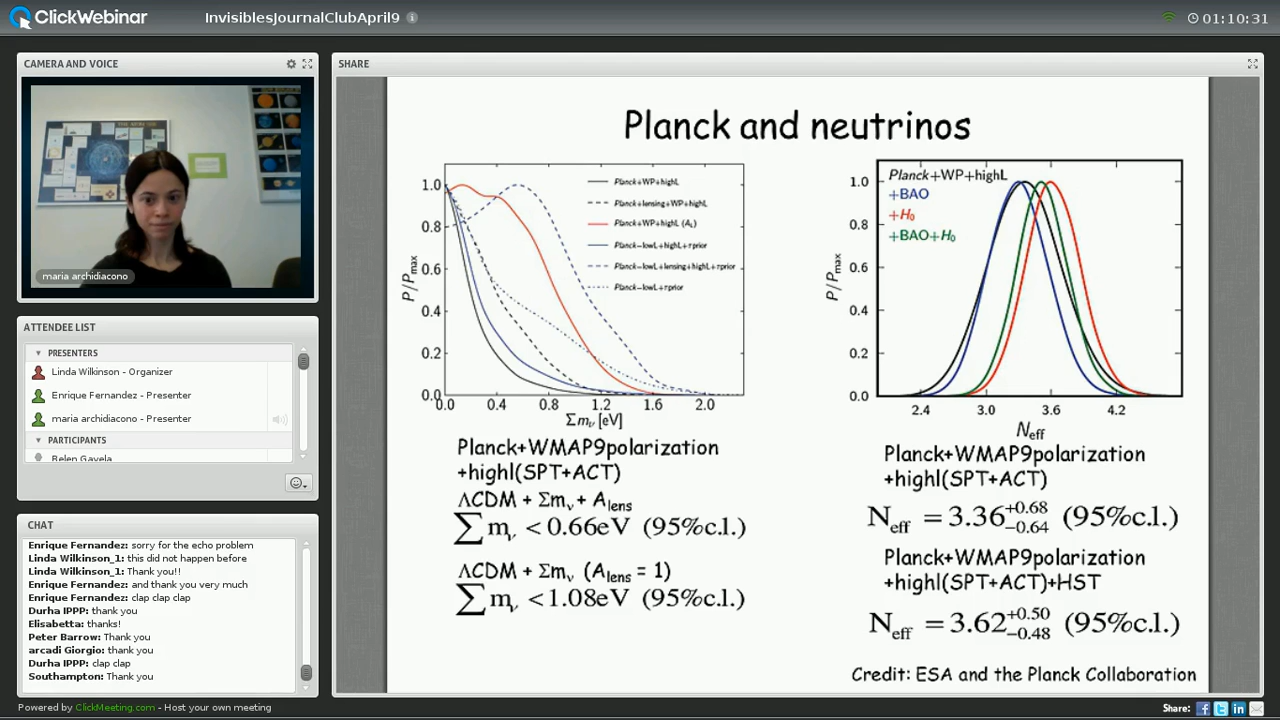 ClickWebinar
InvisiblesJournalClubApril9
01:10:31
CAMERA AND VOICE
maria archidiacono
ATTENDEE LIST
PRESENTERS
Linda Wilkinson - Organizer
Enrique Fernandez - Presenter
maria archidiacono - Presenter
PARTICIPANTS
Belen Gavela
CHAT
Enrique Fernandez: sorry for the echo problem
Linda Wilkinson_1: this did not happen before
Linda Wilkinson_1: Thank you!!
Enrique Fernandez: and thank you very much
Enrique Fernandez: clap clap clap
Durha IPPP: thank you
Elisabetta: thanks!
Peter Barrow: Thank you
arcadi Giorgio: thank you
Durha IPPP: clap clap
Southampton: Thank you
SHARE
Planck and neutrinos
P/Pmax
1.0
0.8
0.6
0.4
0.2
0.0
0.0 0.4 0.8 1.2 1.6 2.0
Σmν [eV]
Planck+WP+highL
Planck+lensing+WP+highL
Planck+WP+highL (AL)
Planck−lowL+highL+τprior
Planck−lowL+lensing+highL+τprior
Planck−lowL+τprior
Planck+WMAP9polarization
+highl(SPT+ACT)
ΛCDM + Σmν + Alens
∑ mν < 0.66eV (95%c.l.)
ΛCDM + Σmν (Alens = 1)
∑ mν < 1.08eV (95%c.l.)
P/Pmax
1.0
0.8
0.6
0.4
0.2
0.0
2.4 3.0 3.6 4.2
Neff
Planck+WP+highL
+BAO
+H0
+BAO+H0
Planck+WMAP9polarization
+highl(SPT+ACT)
Neff = 3.36+0.68−0.64 (95%c.l.)
Planck+WMAP9polarization
+highl(SPT+ACT)+HST
Neff = 3.62+0.50−0.48 (95%c.l.)
Credit: ESA and the Planck Collaboration
Powered by ClickMeeting.com - Host your own meeting
Share: